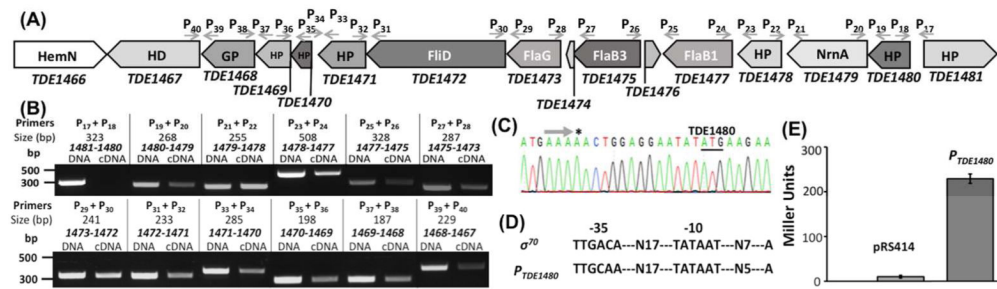 (A)
P40 P39 P38 P37 P36 P35 P34 P33 P32 P31 P30 P29 P28 P27 P26 P25 P24 P23 P22 P21 P20 P19 P18 P17
HemN HD GP HP HP HP FliD FlaG FlaB3 FlaB1 HP NrnA HP HP
TDE1466 TDE1467 TDE1468 TDE1469 TDE1470 TDE1471 TDE1472 TDE1473 TDE1474 TDE1475 TDE1476 TDE1477 TDE1478 TDE1479 TDE1480 TDE1481
(B)
Primers P17 + P18 P19 + P20 P21 + P22 P23 + P24 P25 + P26 P27 + P28
Size (bp) 323 268 255 508 328 287
1481-1480 1480-1479 1479-1478 1478-1477 1477-1475 1475-1473
bp DNA cDNA DNA cDNA DNA cDNA DNA cDNA DNA cDNA DNA cDNA
500
300
Primers P29 + P30 P31 + P32 P33 + P34 P35 + P36 P37 + P38 P39 + P40
Size (bp) 241 233 285 198 187 229
1473-1472 1472-1471 1471-1470 1470-1469 1469-1468 1468-1467
bp DNA cDNA DNA cDNA DNA cDNA DNA cDNA DNA cDNA DNA cDNA
500
300
(C)
* TDE1480
ATGAAAAACTGGAGGAATATATGAAGAA
(D)
-35 -10
σ70 TTGACA---N17---TATAAT---N7---A
PTDE1480 TTGCAA---N17---TATAAT---N5---A
(E)
Miller Units
300
200
100
0
pRS414
PTDE1480